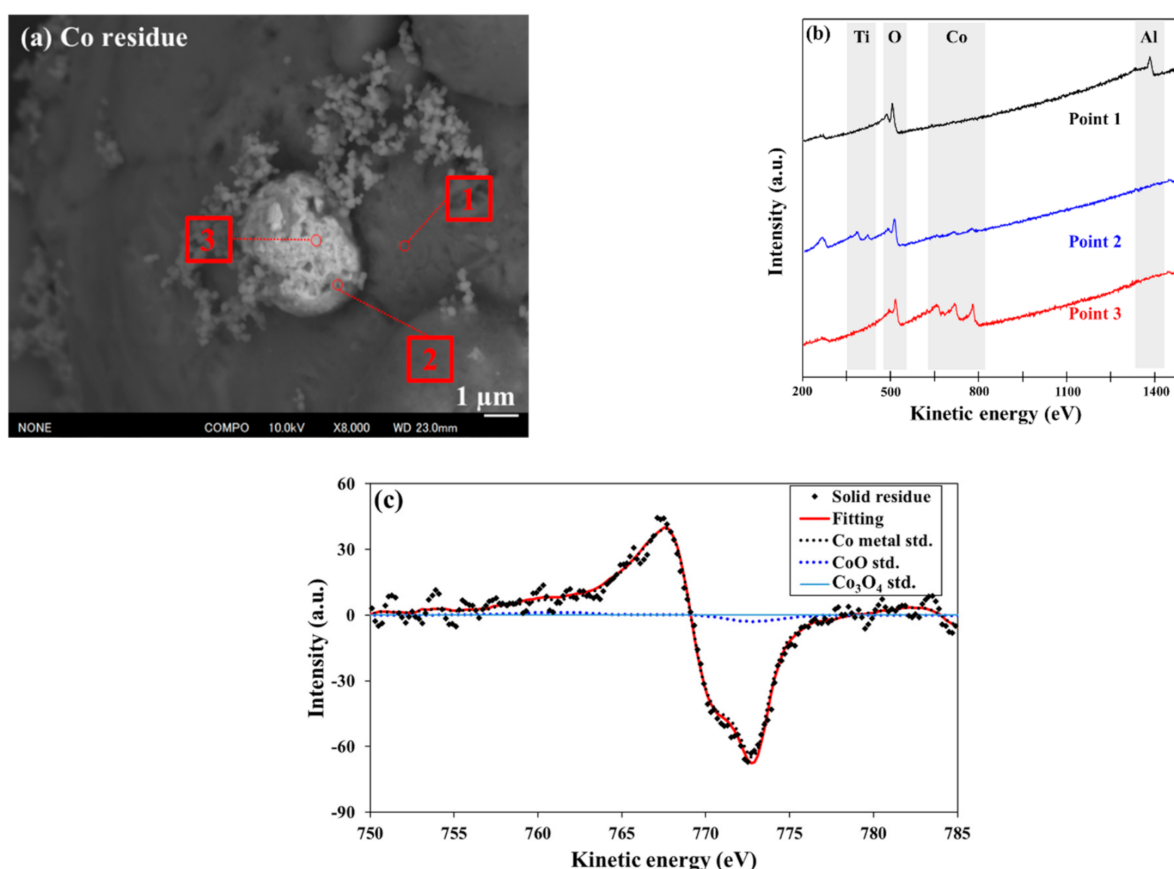 (a) Co residue
1
3
2
1 μm
NONE COMPO 10.0kV X8,000 WD 23.0mm
(b)
Ti O Co Al
Point 1
Point 2
Point 3
Intensity (a.u.)
200 500 800 1100 1400
Kinetic energy (eV)
(c)
Solid residue
Fitting
Co metal std.
CoO std.
Co₃O₄ std.
60
30
0
-30
-60
-90
Intensity (a.u.)
750 755 760 765 770 775 780 785
Kinetic energy (eV)